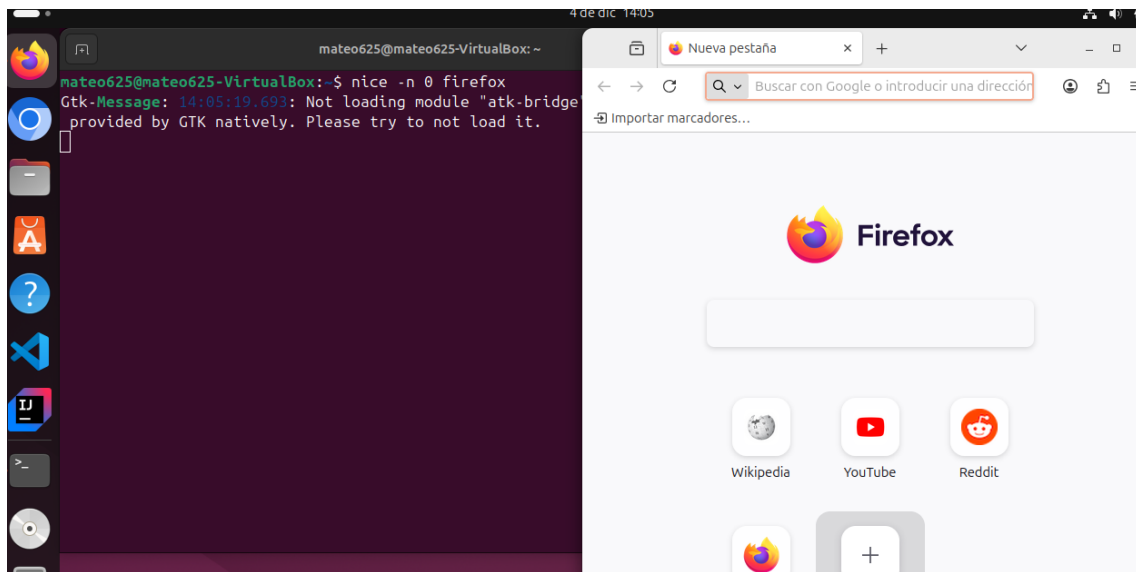 4 de dic 14:05
mateo625@mateo625-VirtualBox: ~
mateo625@mateo625-VirtualBox:~$ nice -n 0 firefox
Gtk-Message: 14:05:19.693: Not loading module "atk-bridge"
provided by GTK natively. Please try to not load it.
Nueva pestaña
Buscar con Google o introducir una dirección
Importar marcadores...
Firefox
Wikipedia
YouTube
Reddit
IJ